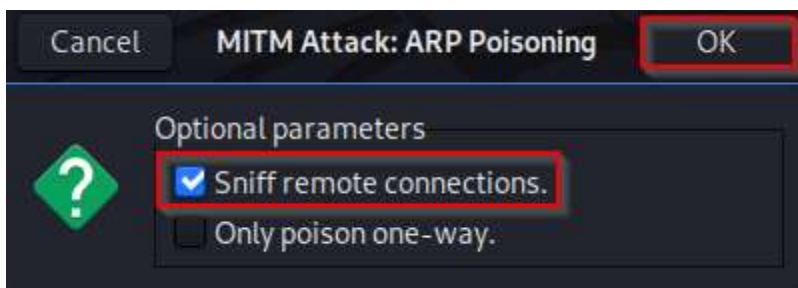 Cancel MITM Attack: ARP Poisoning OK
Optional parameters
Sniff remote connections.
Only poison one-way.